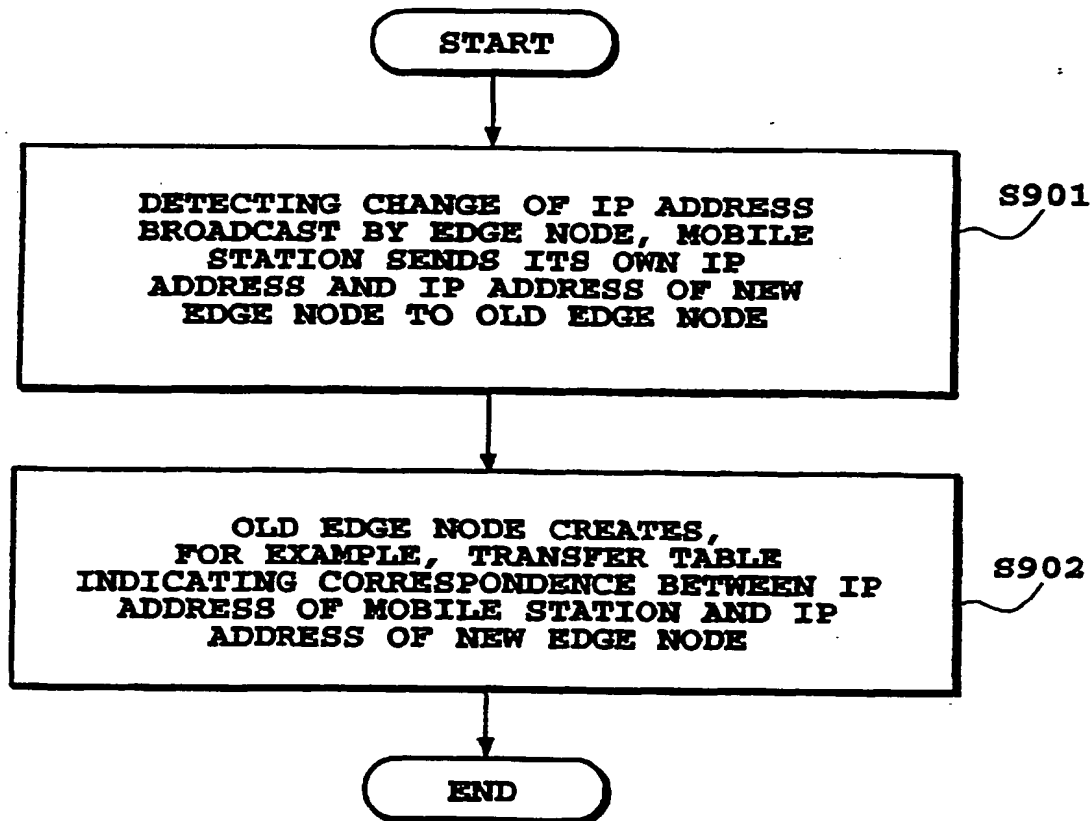 START
DETECTING CHANGE OF IP ADDRESS
BROADCAST BY EDGE NODE, MOBILE
STATION SENDS ITS OWN IP
ADDRESS AND IP ADDRESS OF NEW
EDGE NODE TO OLD EDGE NODE
S901
OLD EDGE NODE CREATES,
FOR EXAMPLE, TRANSFER TABLE
INDICATING CORRESPONDENCE BETWEEN IP
ADDRESS OF MOBILE STATION AND IP
ADDRESS OF NEW EDGE NODE
S902
END